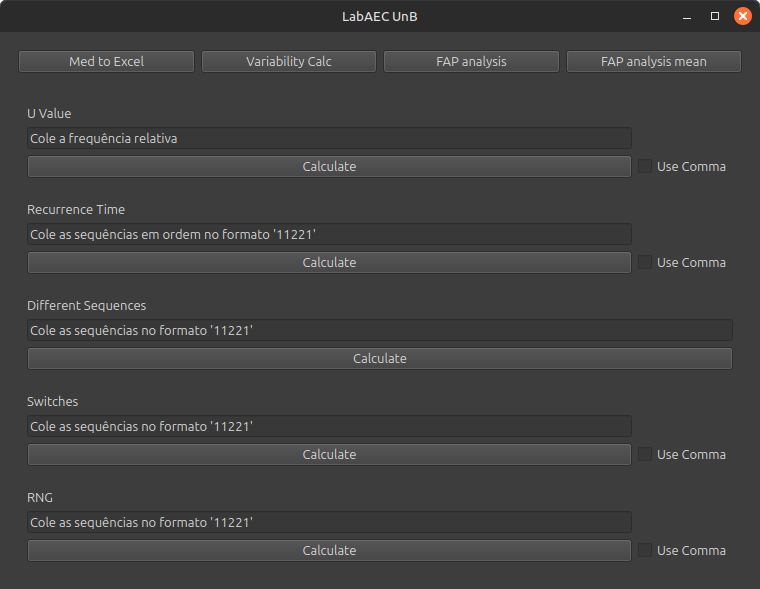 LabAEC UnB
Med to Excel
Variability Calc
FAP analysis
FAP analysis mean
U Value
Cole a frequência relativa
Calculate
Use Comma
Recurrence Time
Cole as sequências em ordem no formato '11221'
Calculate
Use Comma
Different Sequences
Cole as sequências no formato '11221'
Calculate
Switches
Cole as sequências no formato '11221'
Calculate
Use Comma
RNG
Cole as sequências no formato '11221'
Calculate
Use Comma